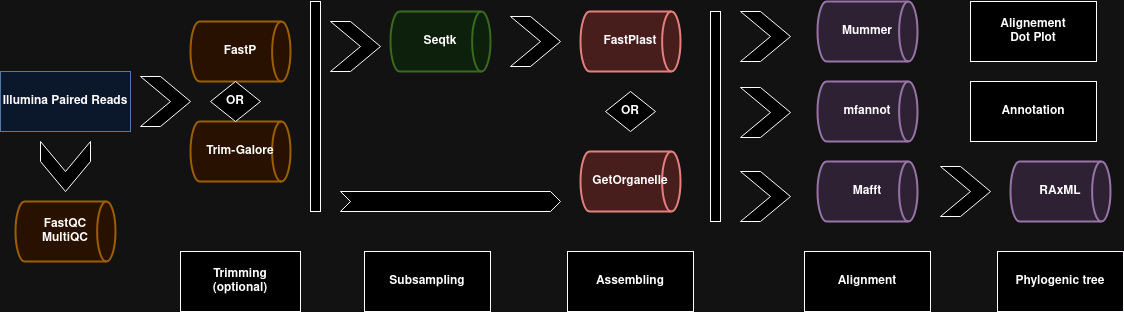 Illumina Paired Reads
FastQC
MultiQC
FastP
OR
Trim-Galore
Trimming
(optional)
Seqtk
Subsampling
FastPlast
OR
GetOrganelle
Assembling
Mummer
Alignement
Dot Plot
mfannot
Annotation
Mafft
RAxML
Alignment
Phylogenic tree